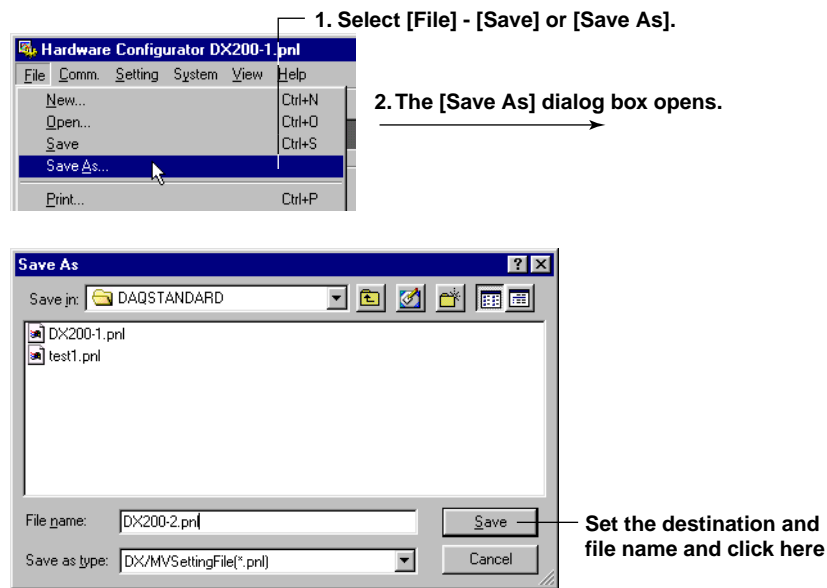 1. Select [File] - [Save] or [Save As].
Hardware Configurator DX200-1.pnl
File Comm. Setting System View Help
New... Ctrl+N
Open... Ctrl+O
Save Ctrl+S
Save As...
Print... Ctrl+P
2. The [Save As] dialog box opens.
Save As
Save in: DAQSTANDARD
DX200-1.pnl
test1.pnl
File name: DX200-2.pnl Save
Save as type: DX/MVSettingFile(*.pnl) Cancel
Set the destination and
file name and click here